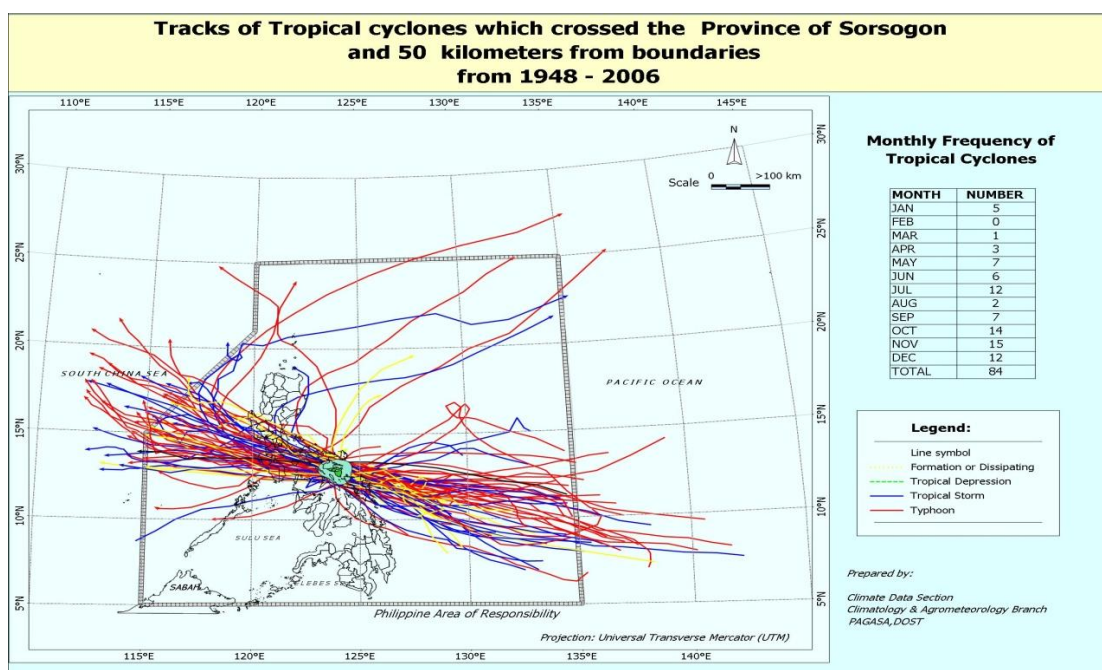 Tracks of Tropical cyclones which crossed the Province of Sorsogon
and 50 kilometers from boundaries
from 1948 - 2006
110°E 115°E 120°E 125°E 130°E 135°E 140°E 145°E
N
Scale 0 >100 km
30°N 30°N
25°N 25°N
20°N 20°N
SOUTH CHINA SEA PACIFIC OCEAN
15°N 15°N
10°N 10°N
SULU SEA
SABAH
5°N 5°N
Philippine Area of Responsibility
Projection: Universal Transverse Mercator (UTM)
115°E 120°E 125°E 130°E 135°E 140°E
Monthly Frequency of
Tropical Cyclones
MONTH NUMBER
JAN 5
FEB 0
MAR 1
APR 3
MAY 7
JUN 6
JUL 12
AUG 2
SEP 7
OCT 14
NOV 15
DEC 12
TOTAL 84
Legend:
Line symbol
Formation or Dissipating
Tropical Depression
Tropical Storm
Typhoon
Prepared by:
Climate Data Section
Climatology & Agrometeorology Branch
PAGASA,DOST